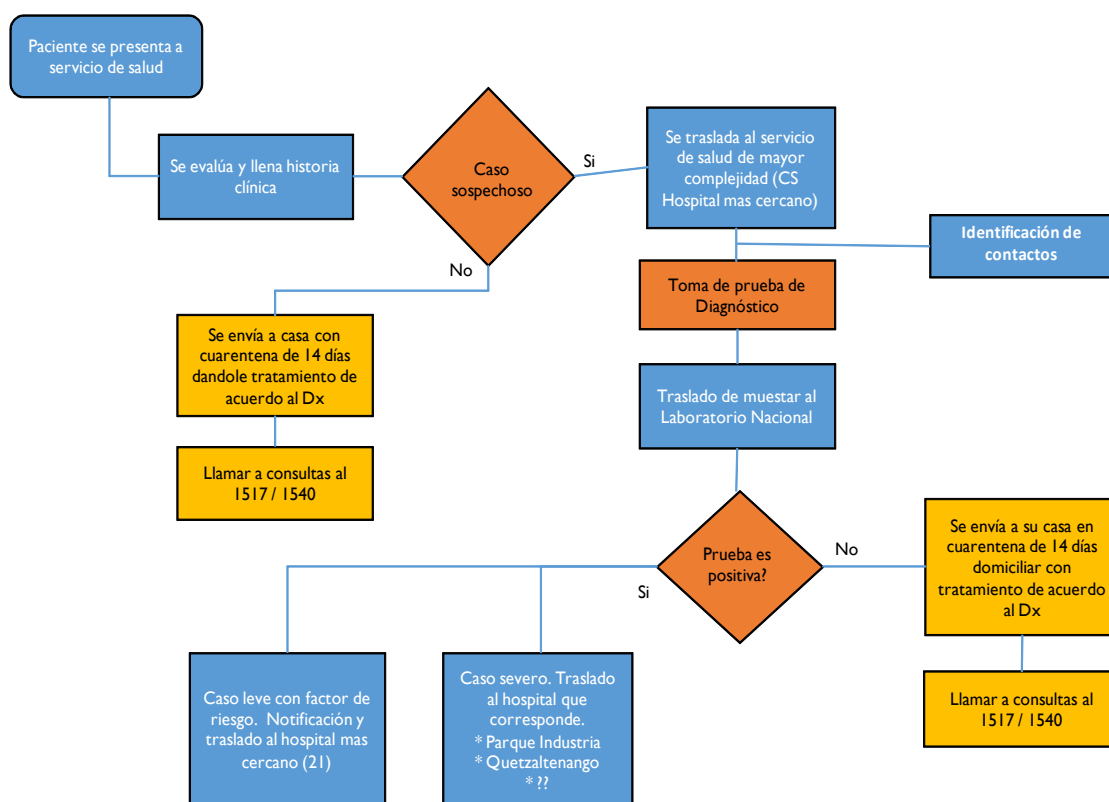 Paciente se presenta a
servicio de salud
Se evalúa y llena historia
clínica
Caso
sospechoso
Si
Se traslada al servicio
de salud de mayor
complejidad (CS
Hospital mas cercano)
Identificación de
contactos
No
Toma de prueba de
Diagnóstico
Se envía a casa con
cuarentena de 14 días
dandole tratamiento de
acuerdo al Dx
Traslado de muestar al
Laboratorio Nacional
Llamar a consultas al
1517 / 1540
Prueba es
positiva?
No
Se envía a su casa en
cuarentena de 14 días
domiciliar con
tratamiento de acuerdo
al Dx
Si
Llamar a consultas al
1517 / 1540
Caso leve con factor de
riesgo. Notificación y
traslado al hospital mas
cercano (21)
Caso severo. Traslado
al hospital que
corresponde.
* Parque Industria
* Quetzaltenango
* ??